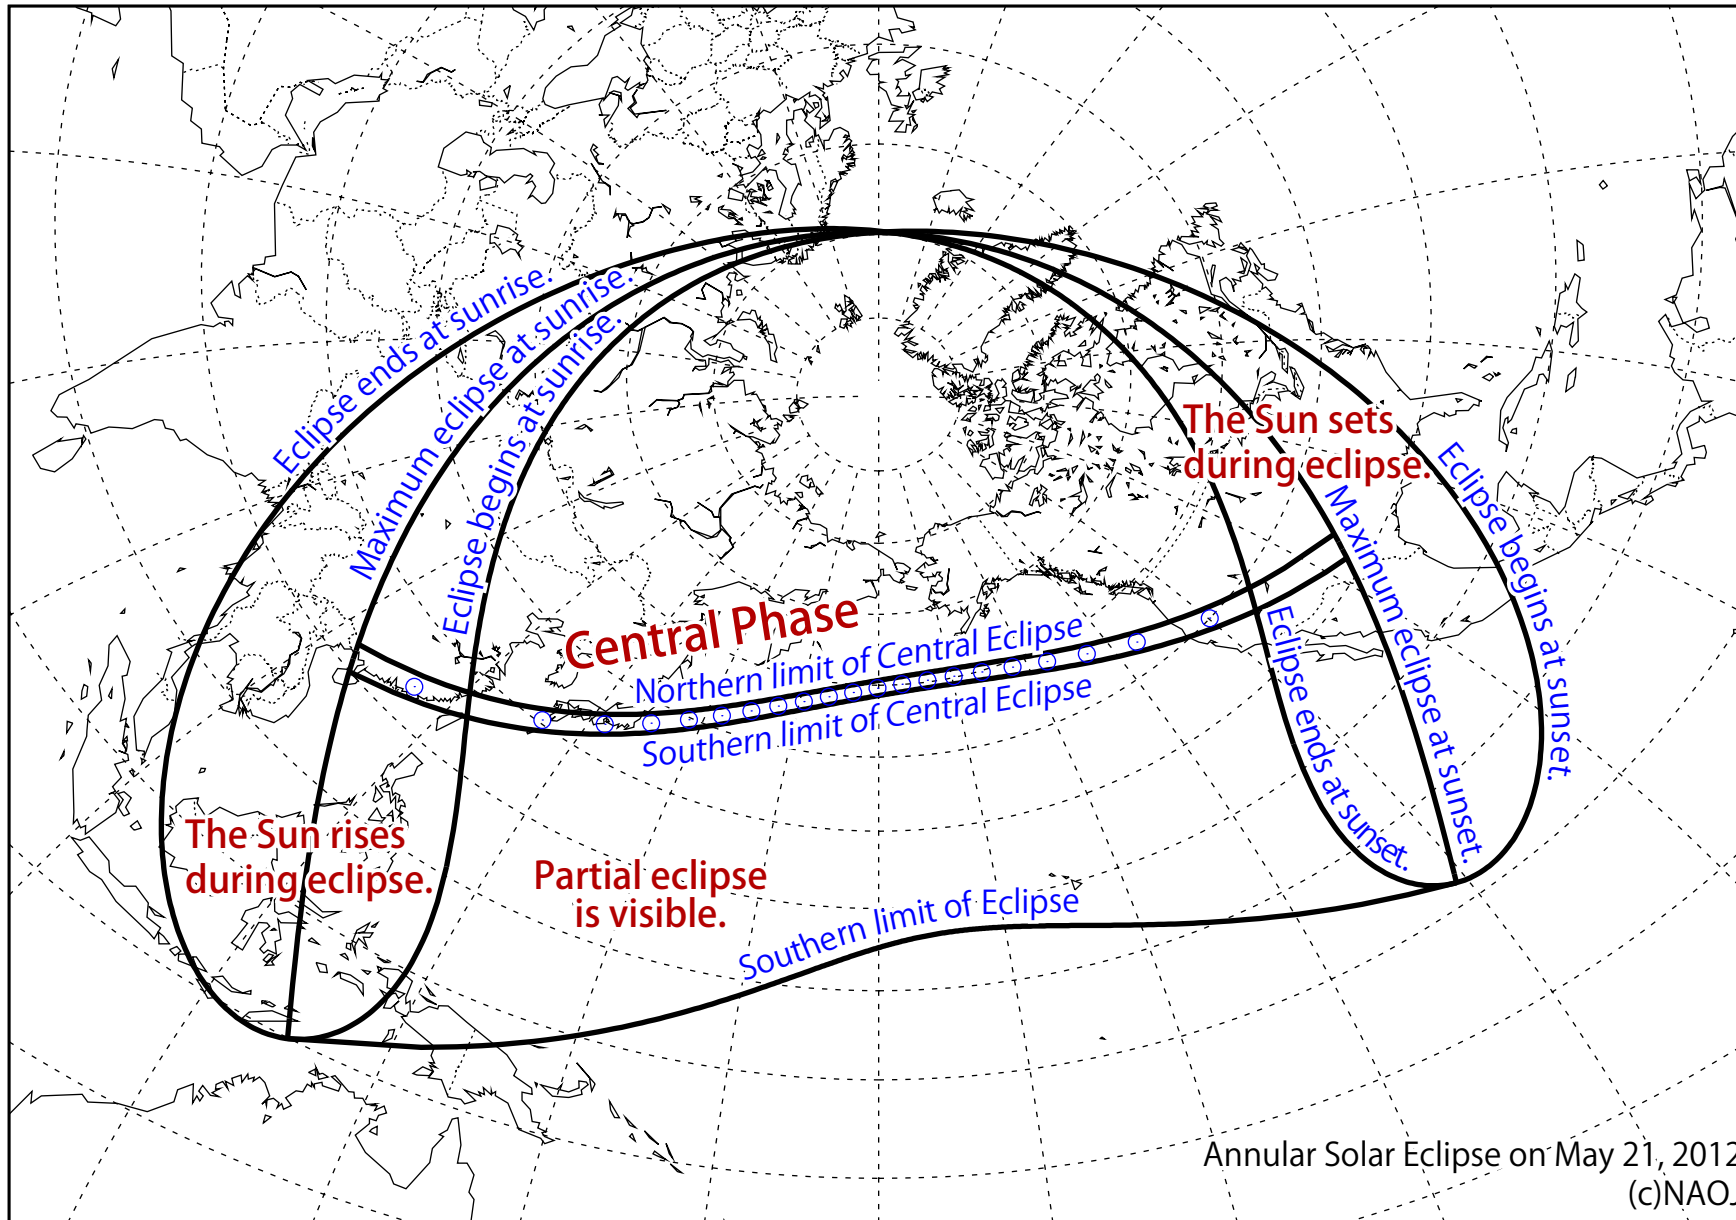 Eclipse ends at sunrise.
Maximum eclipse at sunrise.
Eclipse begins at sunrise.
The Sun sets
during eclipse.
Eclipse begins at sunset.
Maximum eclipse at sunset.
Eclipse ends at sunset.
Central Phase
Northern limit of Central Eclipse
Southern limit of Central Eclipse
The Sun rises
during eclipse.
Partial eclipse
is visible.
Southern limit of Eclipse
Annular Solar Eclipse on May 21, 2012
(c)NAOJ